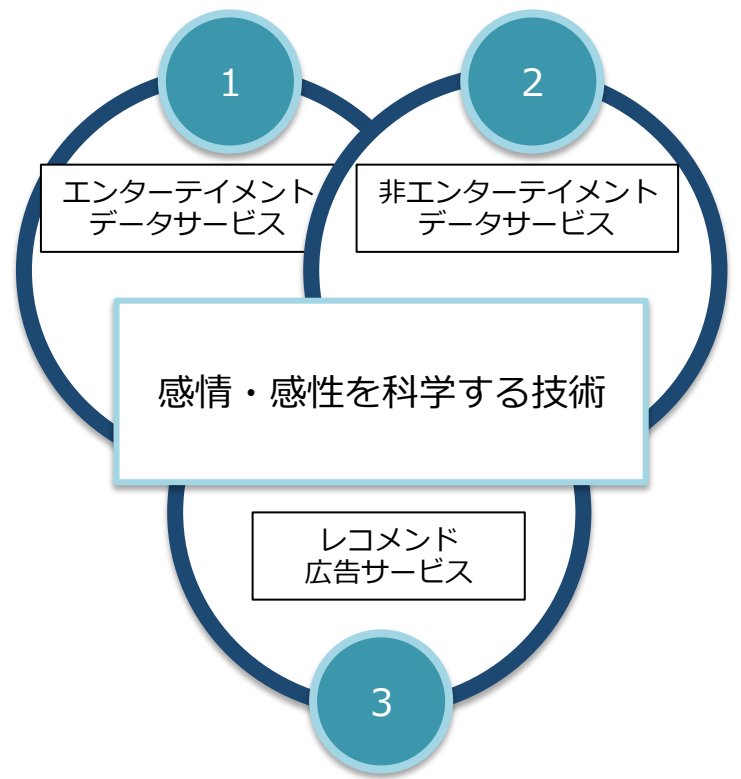 1
2
エンターテイメント
データサービス
非エンターテイメント
データサービス
感情・感性を科学する技術
レコメンド
広告サービス
3